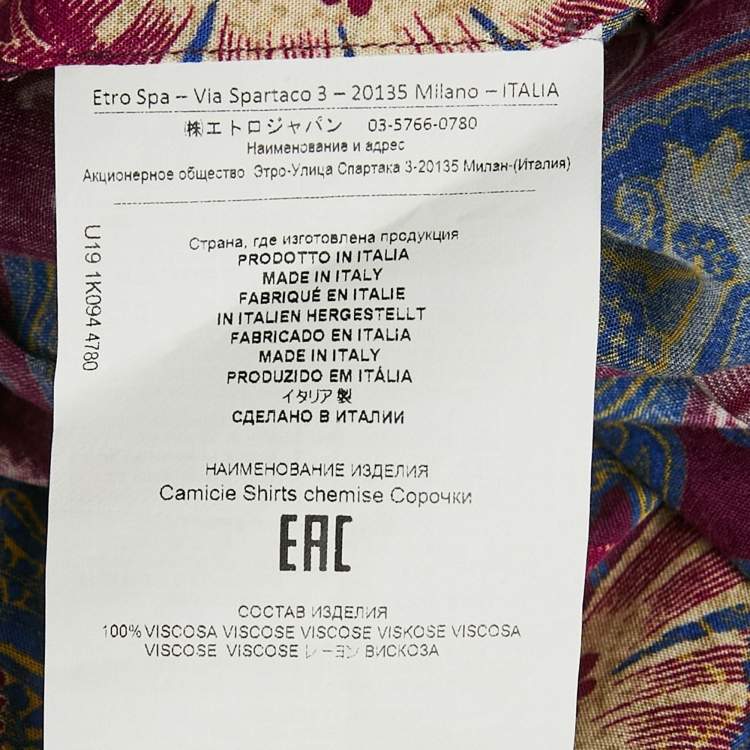 Etro Spa – Via Spartaco 3 – 20135 Milano – ITALIA
㈱エトロジャパン 03-5766-0780
Наименование и адрес
Акционерное общество Этро-Улица Спартака 3-20135 Милан-(Италия)
Страна, где изготовлена продукция
PRODOTTO IN ITALIA
MADE IN ITALY
FABRIQUÉ EN ITALIE
IN ITALIEN HERGESTELLT
FABRICADO EN ITALiA
MADE IN ITALY
PRODUZIDO EM ITÁLIA
イタリア製
СДЕЛАНО В ИТАЛИИ
НАИМЕНОВАНИЕ ИЗДЕЛИЯ
Camicie Shirts chemise Сорочки
EAC
СОСТАВ ИЗДЕЛИЯ
100% VISCOSA VISCOSE VISCOSE VISKOSE VISCOSA
VISCOSE VISCOSE レーヨン ВИСКОЗА
U19 1K094 4780